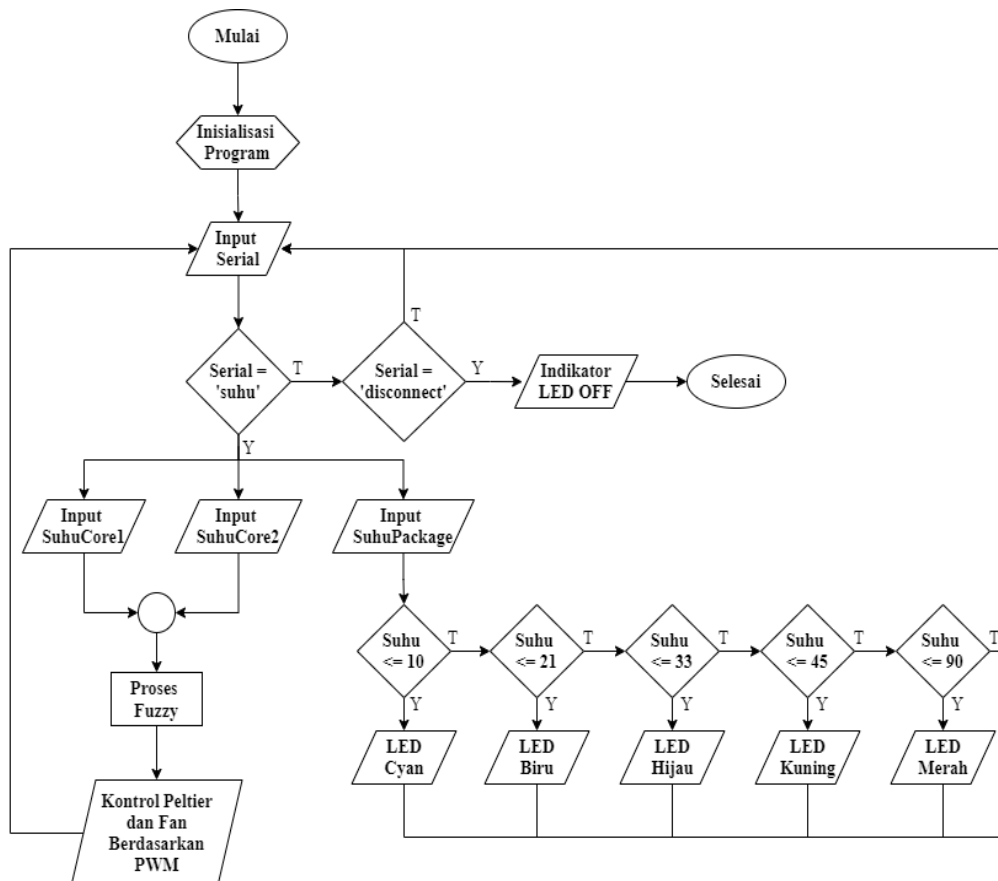 Mulai
Inisialisasi
Program
Input
Serial
T
Serial =
'suhu'
T
Serial =
'disconnect'
Y
Indikator
LED OFF
Selesai
Y
Input
SuhuCore1
Input
SuhuCore2
Input
SuhuPackage
Suhu
<= 10
T
Suhu
<= 21
T
Suhu
<= 33
T
Suhu
<= 45
T
Suhu
<= 90
T
Proses
Fuzzy
Y
Y
Y
Y
Y
LED
Cyan
LED
Biru
LED
Hijau
LED
Kuning
LED
Merah
Kontrol Peltier
dan Fan
Berdasarkan
PWM